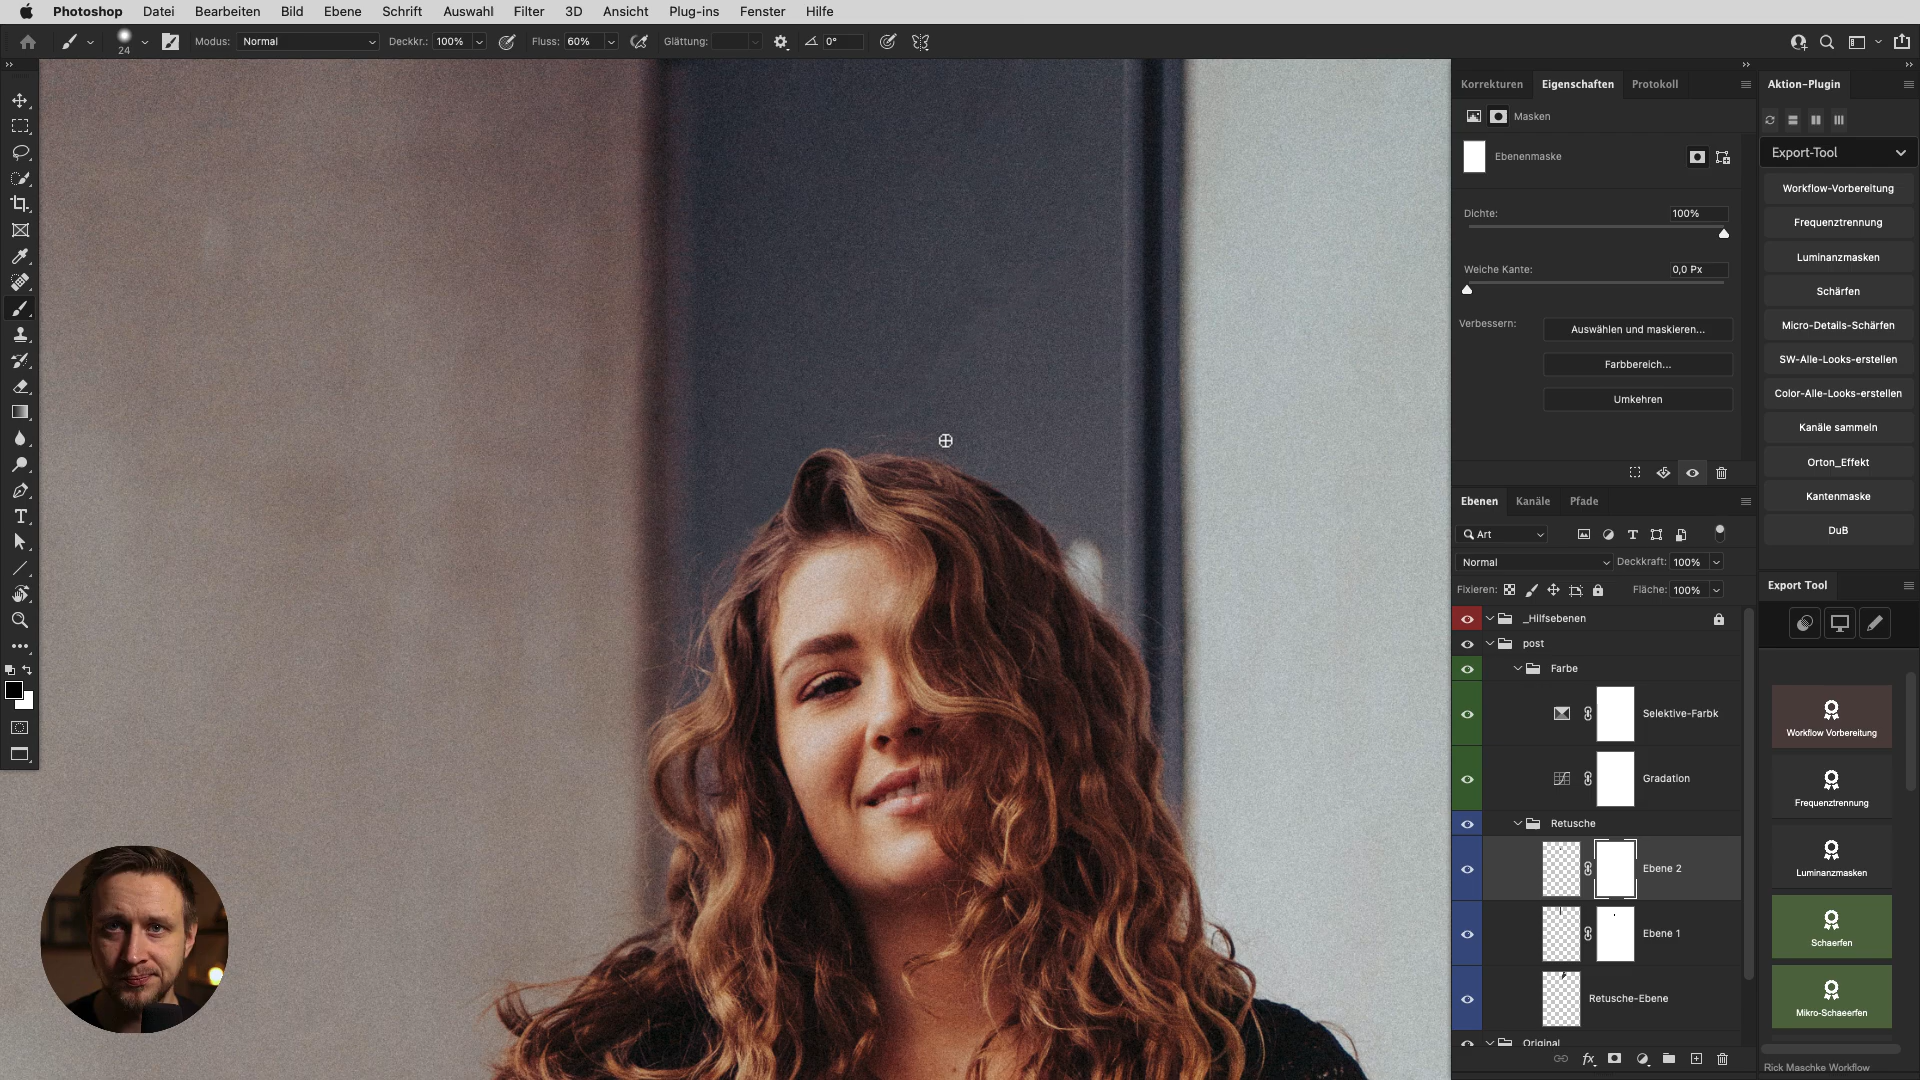 Photoshop Datei Bearbeiten Bild Ebene Schrift Auswahl Filter 3D Ansicht Plug-ins Fenster Hilfe
24 Modus: Normal Deckkr.: 100% Fluss: 60% Glättung: 0°
Korrekturen Eigenschaften Protokoll
Masken
Ebenenmaske
Dichte: 100%
Weiche Kante: 0,0 Px
Verbessern: Auswählen und maskieren...
Farbbereich...
Umkehren
Ebenen Kanäle Pfade
Art
Normal Deckkraft: 100%
Fixieren: Fläche: 100%
_Hilfsebenen
post
Farbe
Selektive-Farbk
Gradation
Retusche
Ebene 2
Ebene 1
Retusche-Ebene
Original
fx
Aktion-Plugin
Export-Tool
Workflow-Vorbereitung
Frequenztrennung
Luminanzmasken
Schärfen
Micro-Details-Schärfen
SW-Alle-Looks-erstellen
Color-Alle-Looks-erstellen
Kanäle sammeln
Orton_Effekt
Kantenmaske
DuB
Export Tool
Workflow Vorbereitung
Frequenztrennung
Luminanzmasken
Schaerfen
Mikro-Schaeerfen
Rick Maschke Workflow